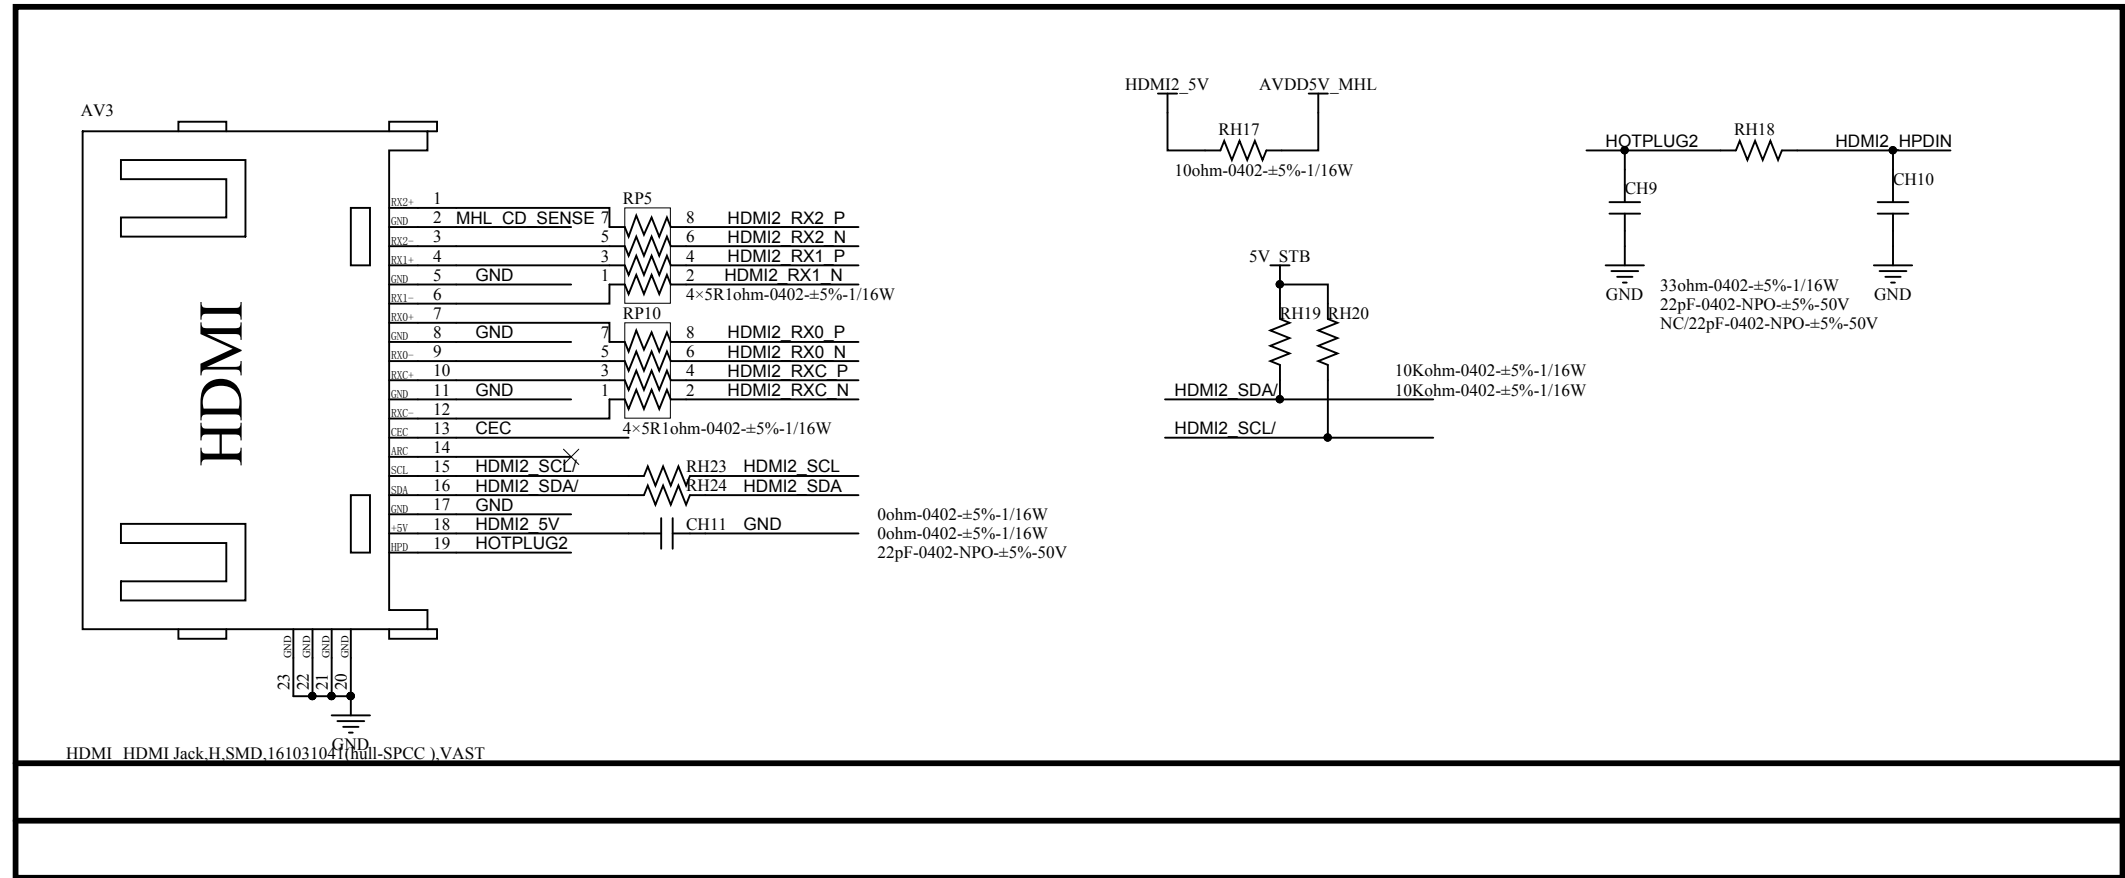 AV3
HDMI
RX2+ 1
GND 2 MHL_CD_SENSE
RX2- 3
RX1+ 4
GND 5 GND
RX1- 6
RX0+ 7
GND 8 GND
RX0- 9
RXC+ 10
GND 11 GND
RXC- 12
CEC 13 CEC
ARC 14
SCL 15 HDMI2_SCL/
SDA 16 HDMI2_SDA/
GND 17 GND
+5V 18 HDMI2_5V
HPD 19 HOTPLUG2
RP5
7 8 HDMI2_RX2_P
5 6 HDMI2_RX2_N
3 4 HDMI2_RX1_P
1 2 HDMI2_RX1_N
4×5R1ohm-0402-±5%-1/16W
RP10
7 8 HDMI2_RX0_P
5 6 HDMI2_RX0_N
3 4 HDMI2_RXC_P
1 2 HDMI2_RXC_N
4×5R1ohm-0402-±5%-1/16W
RH23 HDMI2_SCL
RH24 HDMI2_SDA
CH11 GND
0ohm-0402-±5%-1/16W
0ohm-0402-±5%-1/16W
22pF-0402-NPO-±5%-50V
GND GND GND GND
23 22 21 20
GND
HDMI HDMI Jack,H,SMD,161031041(hull-SPCC ),VAST
HDMI2_5V AVDD5V_MHL
RH17
10ohm-0402-±5%-1/16W
5V_STB
RH19 RH20
10Kohm-0402-±5%-1/16W
10Kohm-0402-±5%-1/16W
HDMI2_SDA/
HDMI2_SCL/
HOTPLUG2 RH18 HDMI2_HPDIN
CH9 CH10
GND GND
33ohm-0402-±5%-1/16W
22pF-0402-NPO-±5%-50V
NC/22pF-0402-NPO-±5%-50V